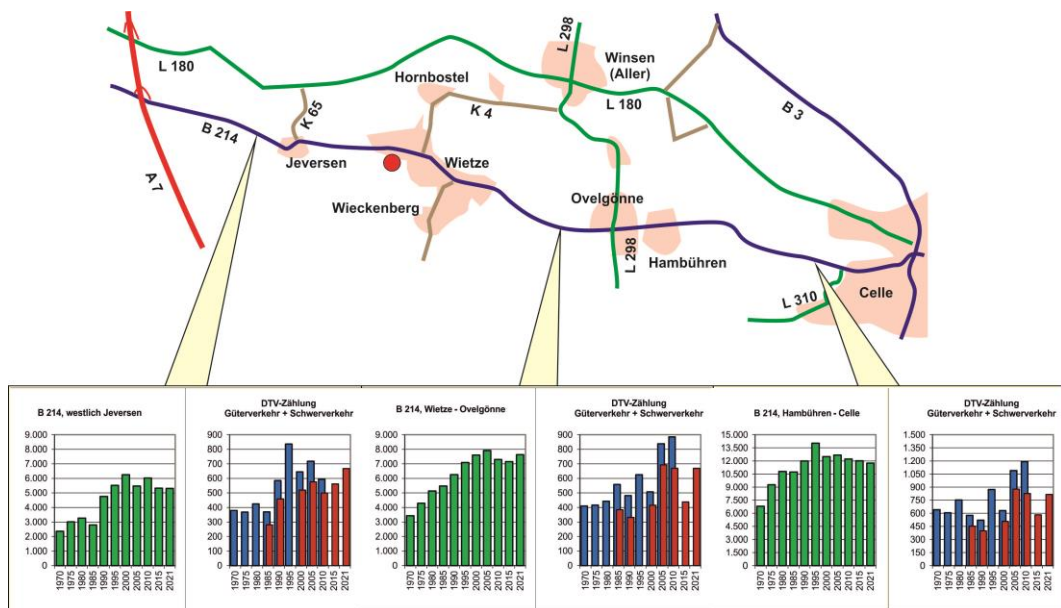 L 298
Winsen
(Aller)
L 180
Hornbostel
L 180
B 3
K 65
K 4
B 214
Jeversen
Wietze
A 7
Ovelgönne
Wieckenberg
L 298
Hambühren
Celle
L 310
B 214, westlich Jeversen
9.000
8.000
7.000
6.000
5.000
4.000
3.000
2.000
1.000
0
1970 1975 1980 1985 1990 1995 2000 2005 2010 2015 2021
DTV-Zählung
Güterverkehr + Schwerverkehr
900
800
700
600
500
400
300
200
100
0
1970 1975 1980 1985 1990 1995 2000 2005 2010 2015 2021
B 214, Wietze - Ovelgönne
9.000
8.000
7.000
6.000
5.000
4.000
3.000
2.000
1.000
0
1970 1975 1980 1985 1990 1995 2000 2005 2010 2015 2021
DTV-Zählung
Güterverkehr + Schwerverkehr
900
800
700
600
500
400
300
200
100
0
1970 1975 1980 1985 1990 1995 2000 2005 2010 2015 2021
B 214, Hambühren - Celle
15.000
13.500
12.000
10.500
9.000
7.500
6.000
4.500
3.000
1.500
0
1970 1975 1980 1985 1990 1995 2000 2005 2010 2015 2021
DTV-Zählung
Güterverkehr + Schwerverkehr
1.500
1.350
1.200
1.050
900
750
600
450
300
150
0
1970 1975 1980 1985 1990 1995 2000 2005 2010 2015 2021